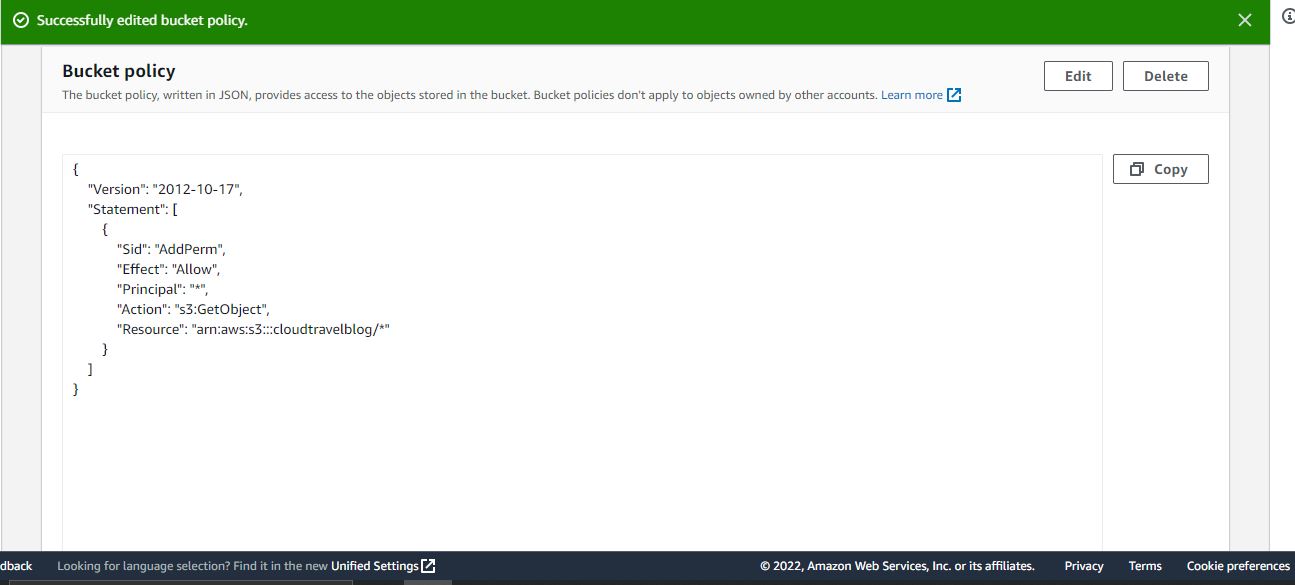 Successfully edited bucket policy.
Bucket policy
Edit
Delete
The bucket policy, written in JSON, provides access to the objects stored in the bucket. Bucket policies don't apply to objects owned by other accounts. Learn more
Copy
{
"Version": "2012-10-17",
"Statement": [
{
"Sid": "AddPerm",
"Effect": "Allow",
"Principal": "*",
"Action": "s3:GetObject",
"Resource": "arn:aws:s3:::cloudtravelblog/*"
}
]
}
dback
Looking for language selection? Find it in the new Unified Settings
© 2022, Amazon Web Services, Inc. or its affiliates.
Privacy
Terms
Cookie preferences